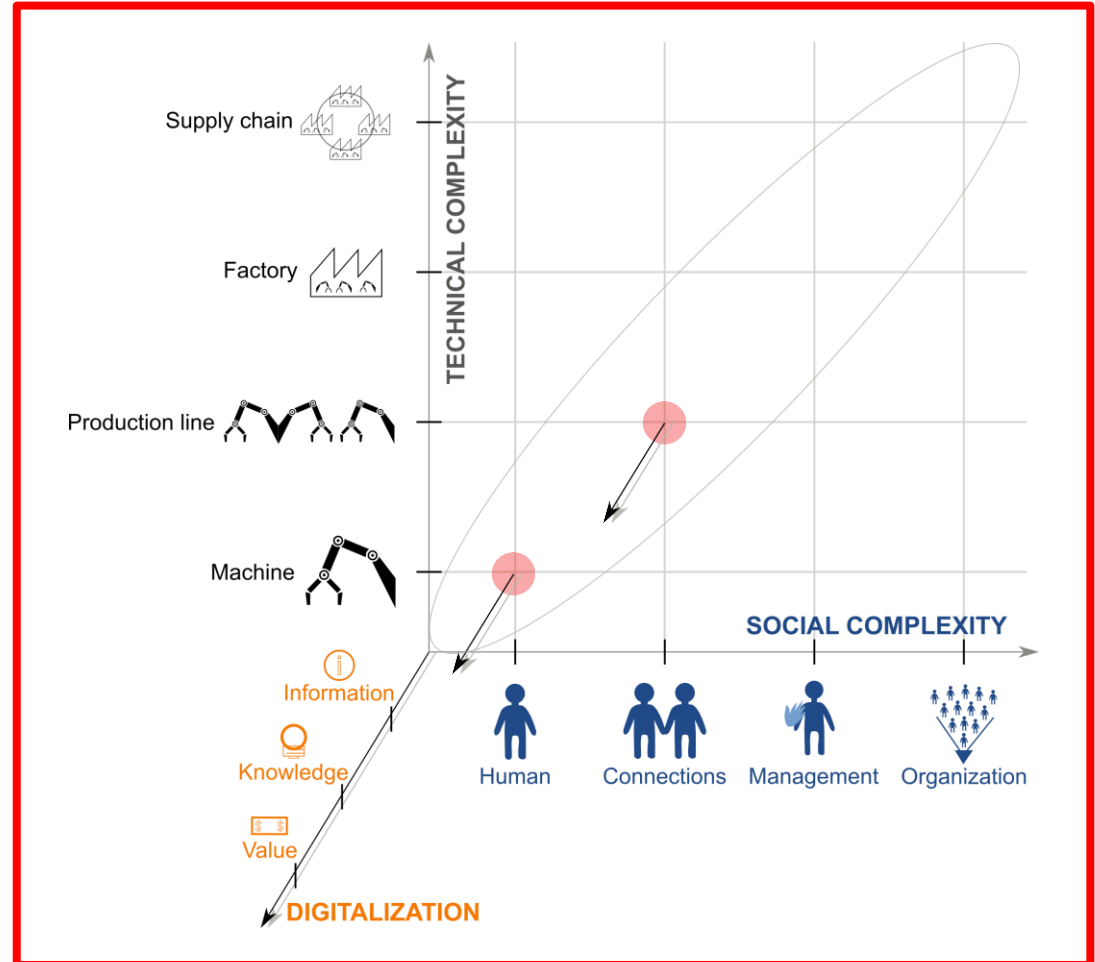 Supply chain
TECHNICAL COMPLEXITY
Factory
Production line
Machine
SOCIAL COMPLEXITY
i
Information
Knowledge
$ $
Value
DIGITALIZATION
Human
Connections
Management
Organization